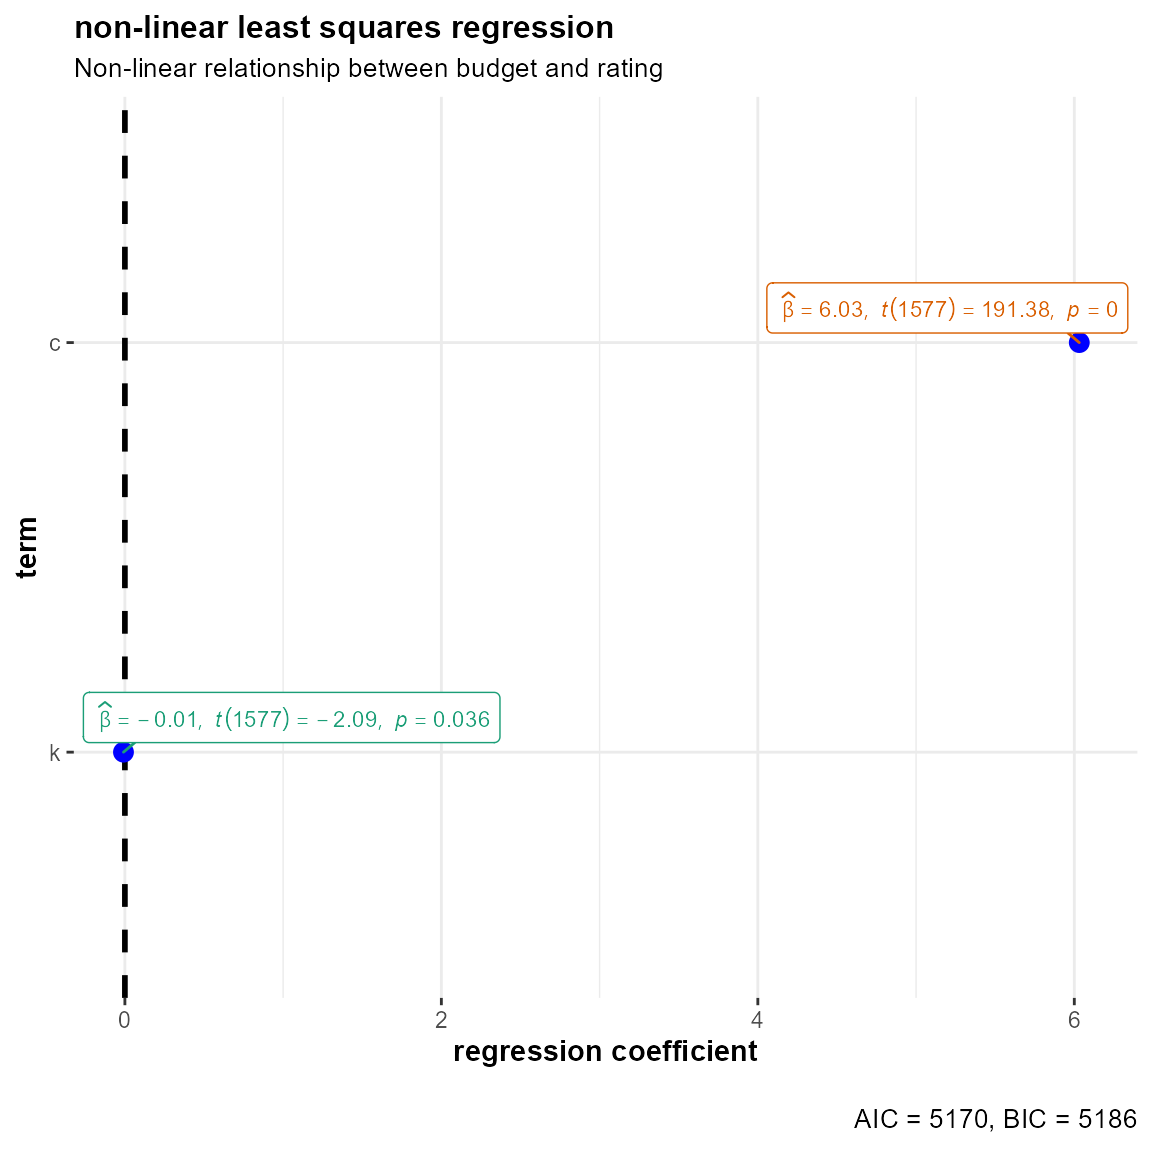 non-linear least squares regression
Non-linear relationship between budget and rating
c
β̂ = 6.03, t(1577) = 191.38, p = 0
term
β̂ = − 0.01, t(1577) = − 2.09, p = 0.036
k
0 2 4 6
regression coefficient
AIC = 5170, BIC = 5186